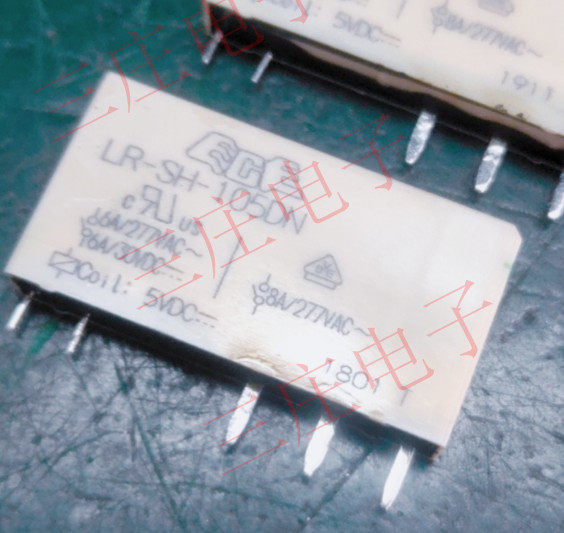 Coil: 5VDC
8A/277VAC~
1911
LR-SH-105DN
c us
6A/277VAC~
6A/30VDC
Coil: 5VDC
8A/277VAC~
1801 T
三庄电子
三庄电子
三庄电子